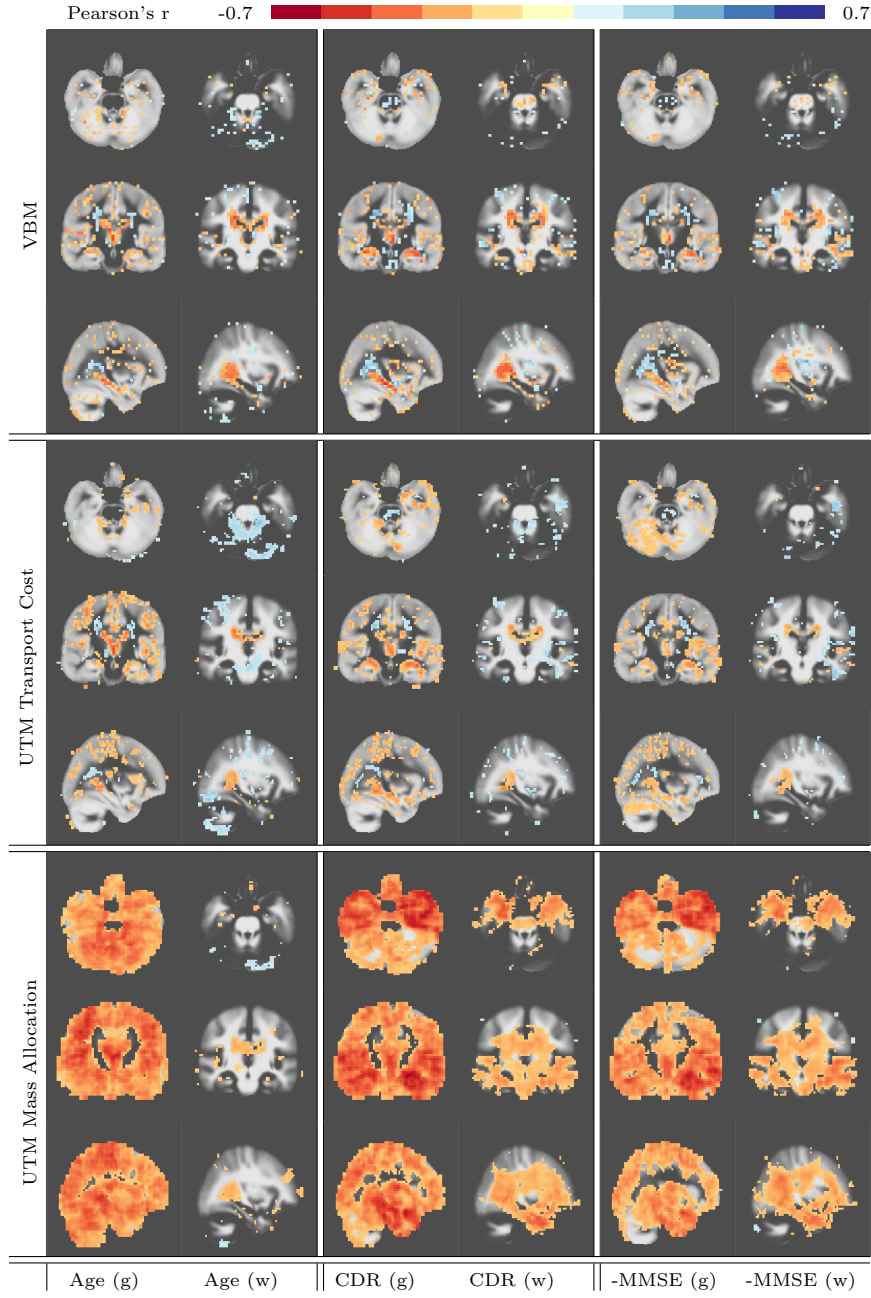 Pearson's r -0.7 0.7
VBM
UTM Transport Cost
UTM Mass Allocation
Age (g) Age (w) CDR (g) CDR (w) -MMSE (g) -MMSE (w)